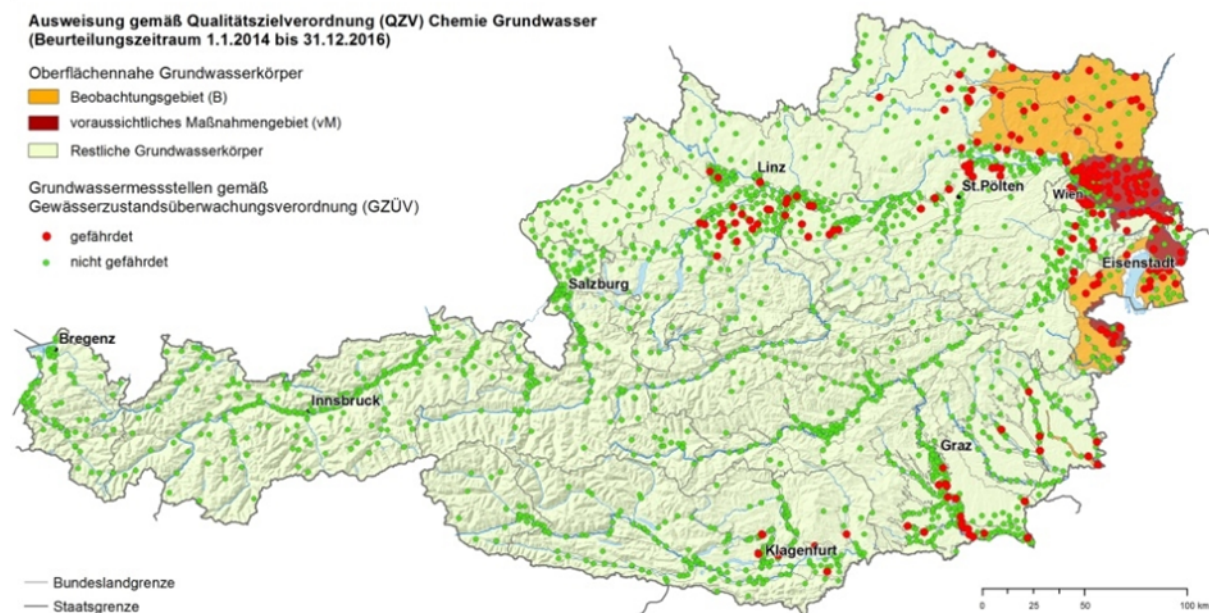 Ausweisung gemäß Qualitätszielverordnung (QZV) Chemie Grundwasser
(Beurteilungszeitraum 1.1.2014 bis 31.12.2016)
Oberflächennahe Grundwasserkörper
Beobachtungsgebiet (B)
voraussichtliches Maßnahmengebiet (vM)
Restliche Grundwasserkörper
Grundwassermessstellen gemäß
Gewässerzustandsüberwachungsverordnung (GZÜV)
gefährdet
nicht gefährdet
Linz
St.Pölten
Wien
Eisenstadt
Salzburg
Bregenz
Innsbruck
Graz
Klagenfurt
Bundeslandgrenze
Staatsgrenze
0 25 50 100 km